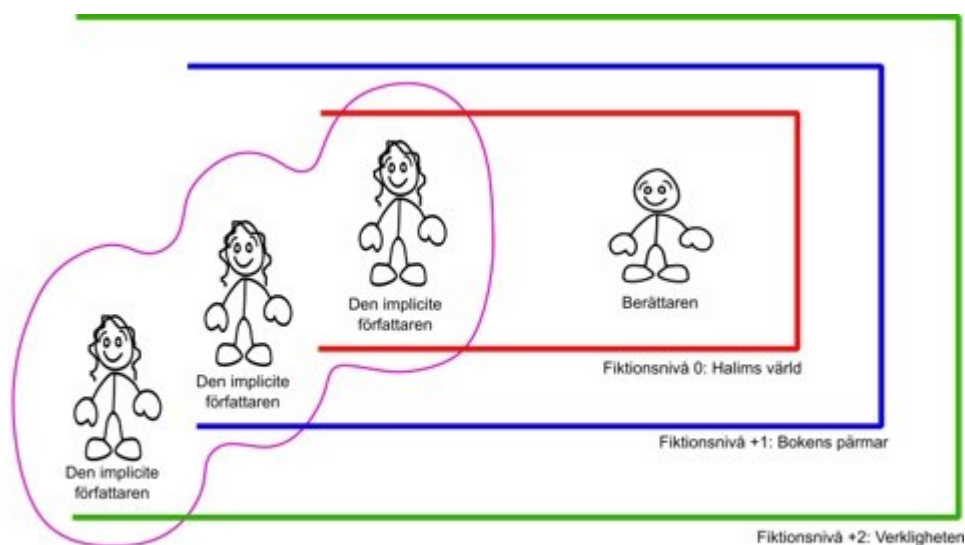 Den implicite
författaren
Berättaren
Fiktionsnivå 0: Halims värld
Den implicite
författaren
Fiktionsnivå +1: Bokens pärmar
Den implicite
författaren
Fiktionsnivå +2: Verkligheten